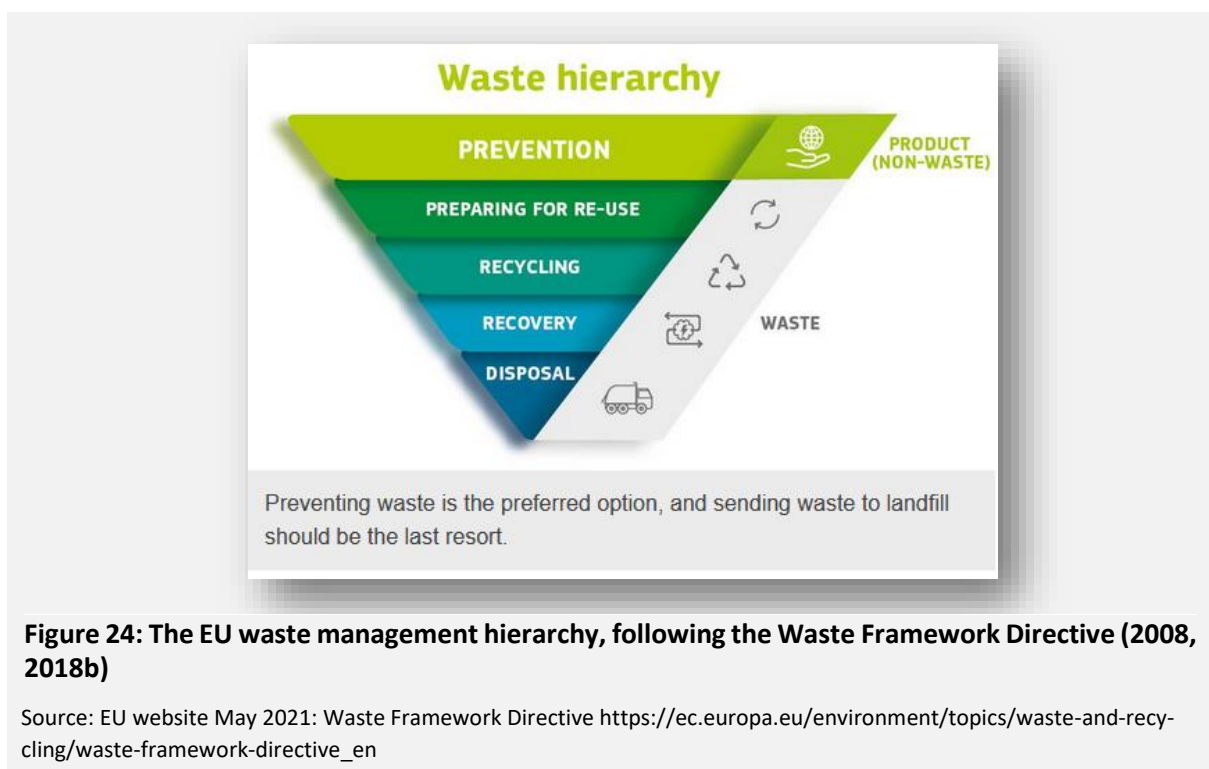 Waste hierarchy
PREVENTION
PRODUCT
(NON-WASTE)
PREPARING FOR RE-USE
RECYCLING
RECOVERY
WASTE
DISPOSAL
Preventing waste is the preferred option, and sending waste to landfill
should be the last resort.
Figure 24: The EU waste management hierarchy, following the Waste Framework Directive (2008,
2018b)
Source: EU website May 2021: Waste Framework Directive https://ec.europa.eu/environment/topics/waste-and-recy-
cling/waste-framework-directive_en